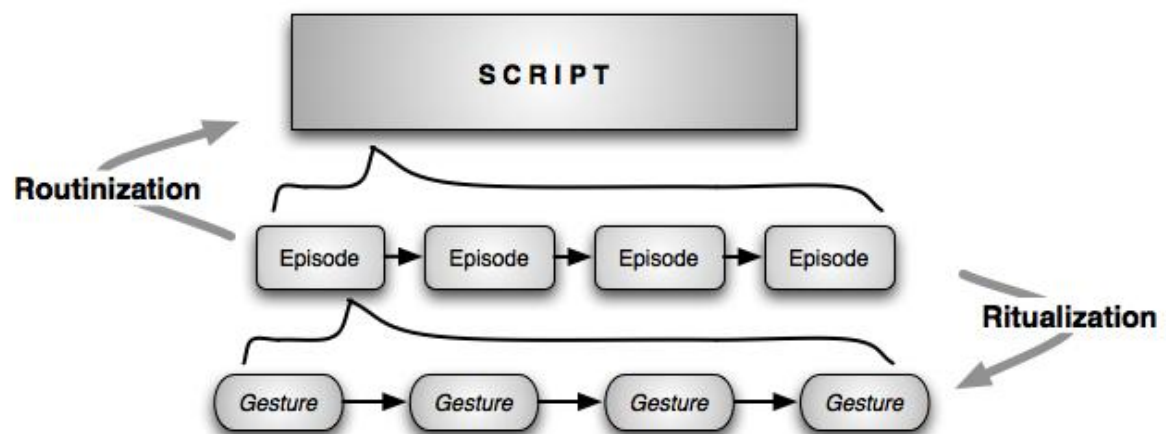 SCRIPT
Routinization
Episode Episode Episode Episode
Ritualization
Gesture Gesture Gesture Gesture